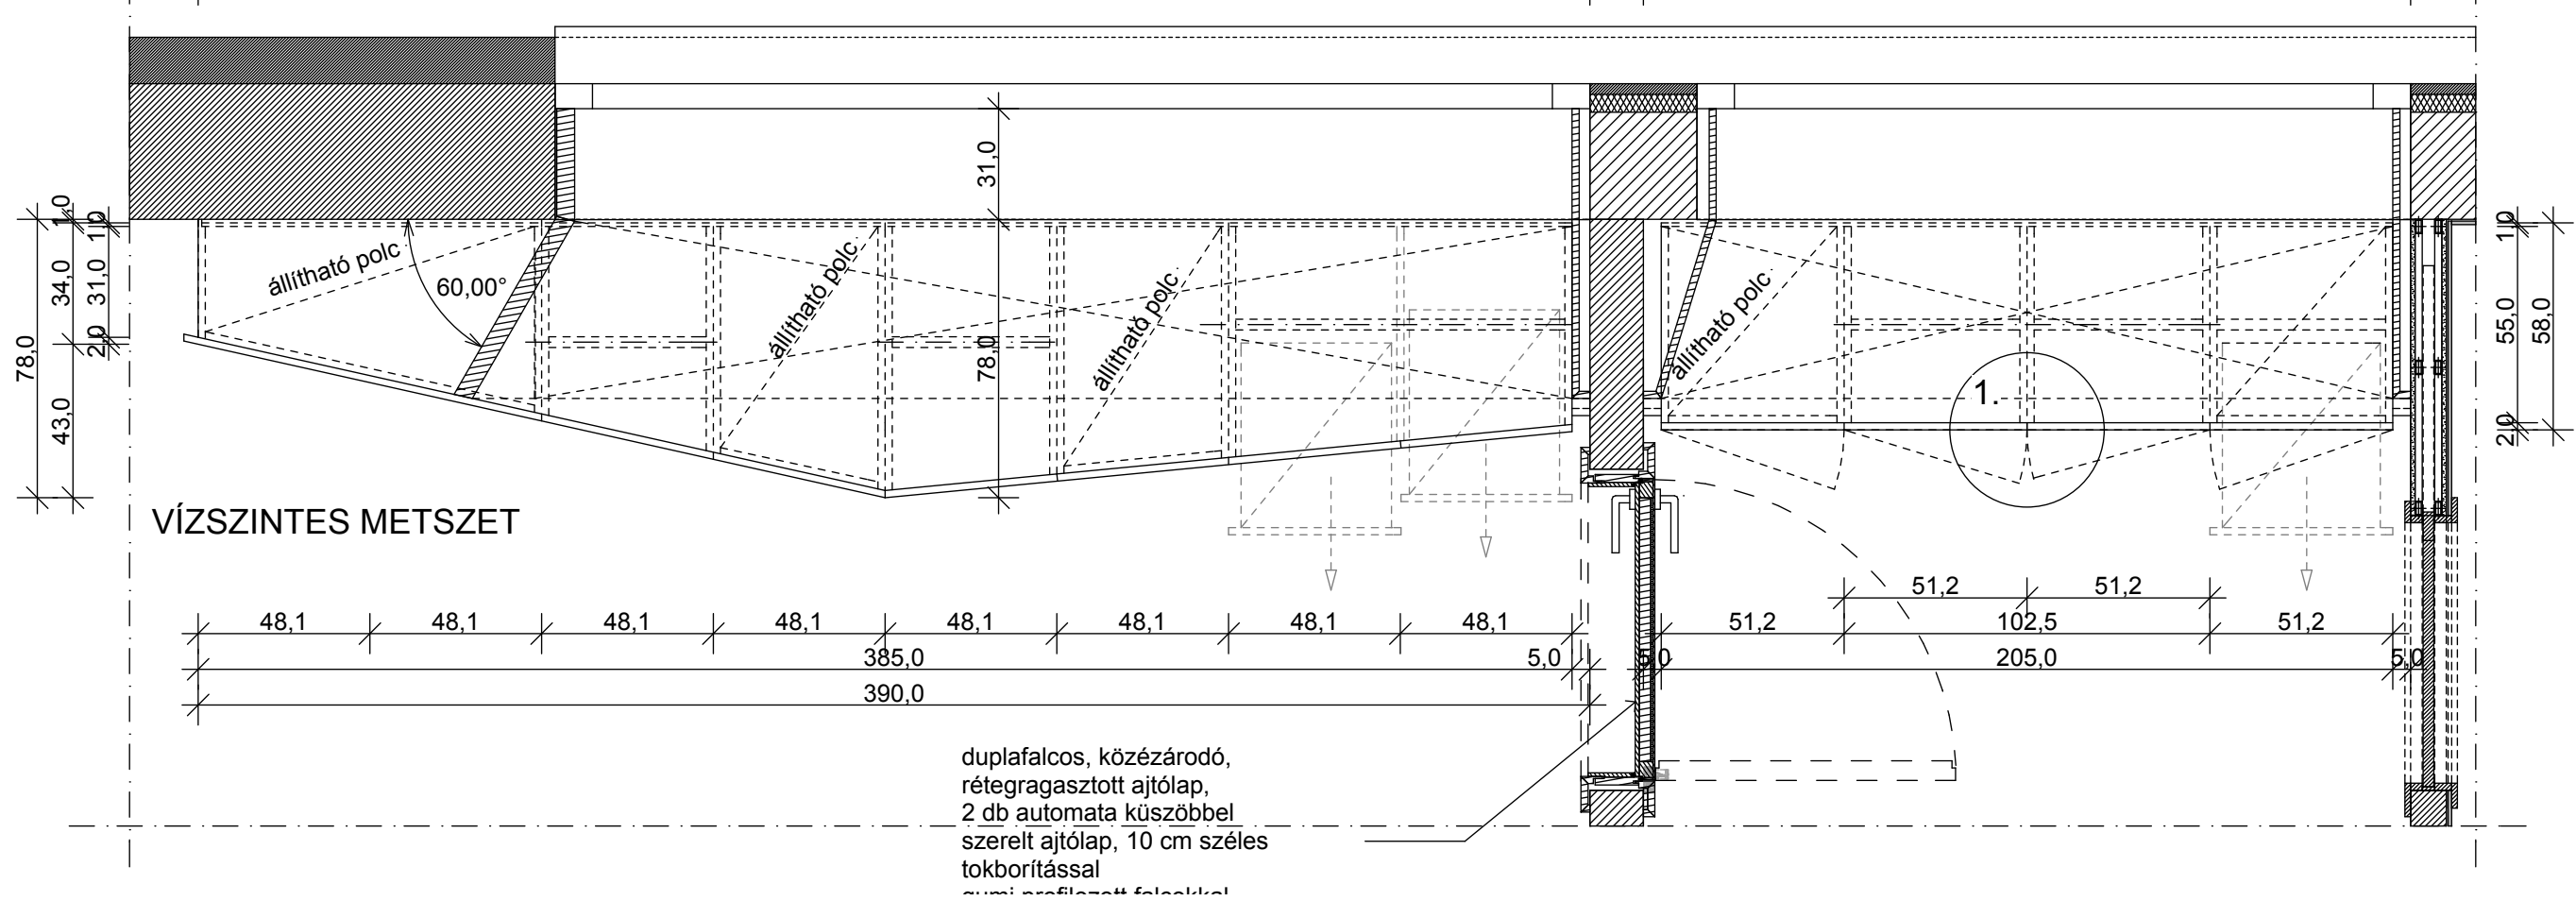 31,0
1,0
1,0
34,0
31,0
2,0
78,0
43,0
állítható polc
60,00°
állítható polc
78,0
állítható polc
állítható polc
1.
1,0
55,0
58,0
2,0
VÍZSZINTES METSZET
51,2 51,2
48,1 48,1 48,1 48,1 48,1 48,1 48,1 48,1 51,2 102,5 51,2
385,0 5,0 5,0 205,0 5,0
390,0
duplafalcos, közézárodó,
rétegragasztott ajtólap,
2 db automata küszöbbel
szerelt ajtólap, 10 cm széles
tokborítással
gumi profilozott falcokkal